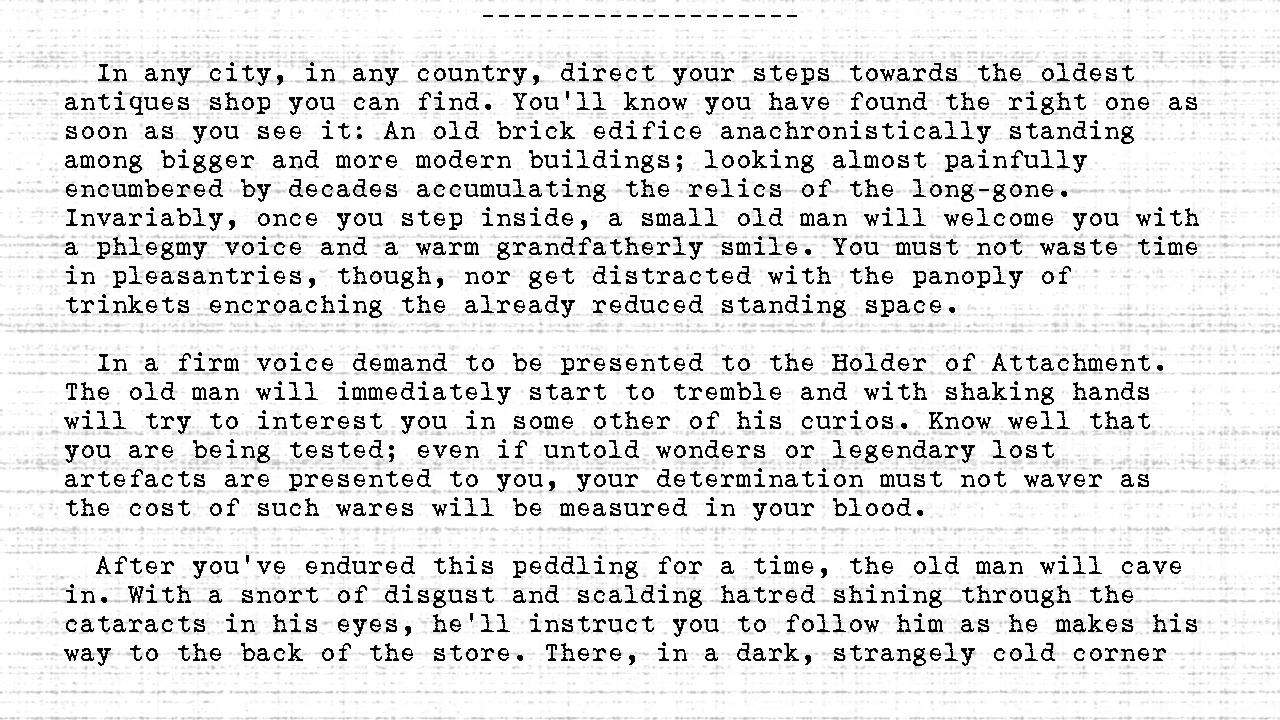 --------------------
In any city, in any country, direct your steps towards the oldest
antiques shop you can find. You'll know you have found the right one as
soon as you see it: An old brick edifice anachronistically standing
among bigger and more modern buildings; looking almost painfully
encumbered by decades accumulating the relics of the long-gone.
Invariably, once you step inside, a small old man will welcome you with
a phlegmy voice and a warm grandfatherly smile. You must not waste time
in pleasantries, though, nor get distracted with the panoply of
trinkets encroaching the already reduced standing space.
In a firm voice demand to be presented to the Holder of Attachment.
The old man will immediately start to tremble and with shaking hands
will try to interest you in some other of his curios. Know well that
you are being tested; even if untold wonders or legendary lost
artefacts are presented to you, your determination must not waver as
the cost of such wares will be measured in your blood.
After you've endured this peddling for a time, the old man will cave
in. With a snort of disgust and scalding hatred shining through the
cataracts in his eyes, he'll instruct you to follow him as he makes his
way to the back of the store. There, in a dark, strangely cold corner